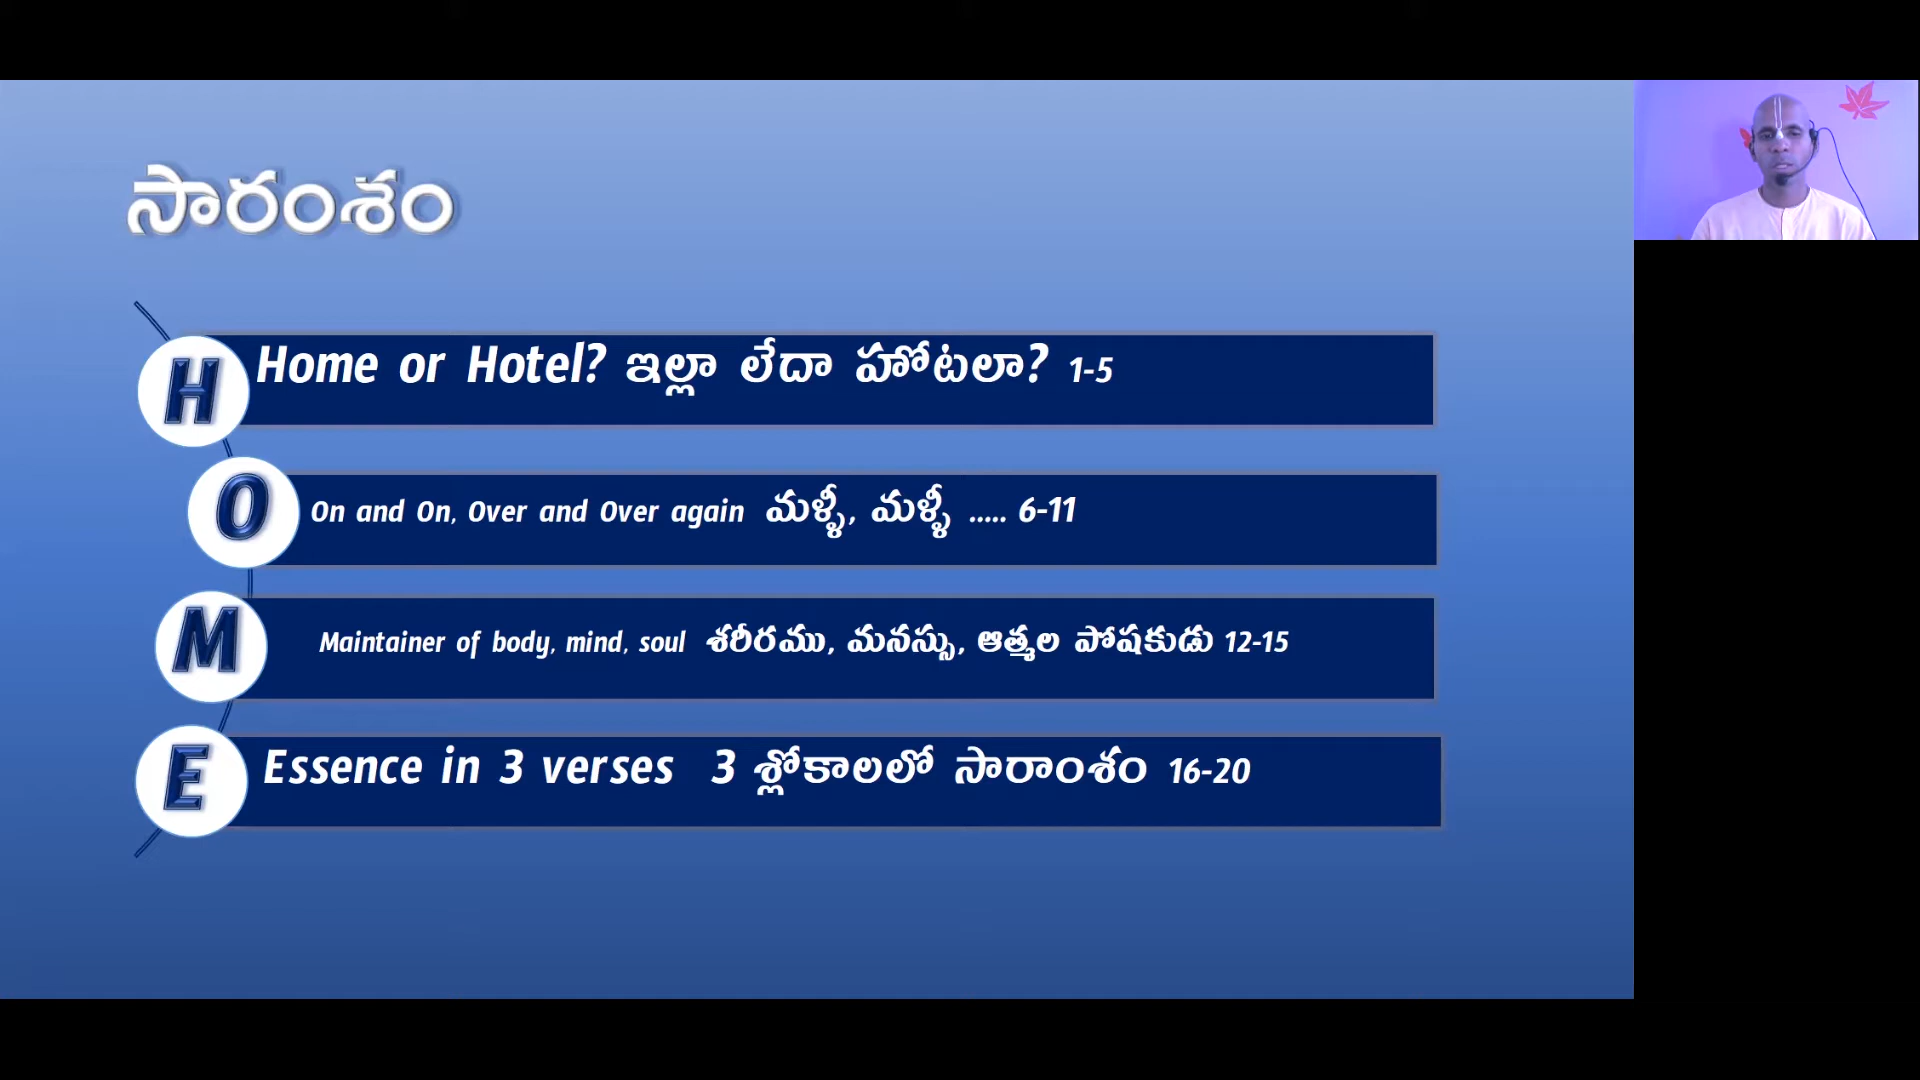 సారంశం
H Home or Hotel? ఇల్లా లేదా హోటలా? 1-5
O On and On, Over and Over again మళ్ళీ, మళ్ళీ ..... 6-11
M Maintainer of body, mind, soul శరీరము, మనస్సు, ఆత్మల పోషకుడు 12-15
E Essence in 3 verses 3 శ్లోకాలలో సారాంశం 16-20